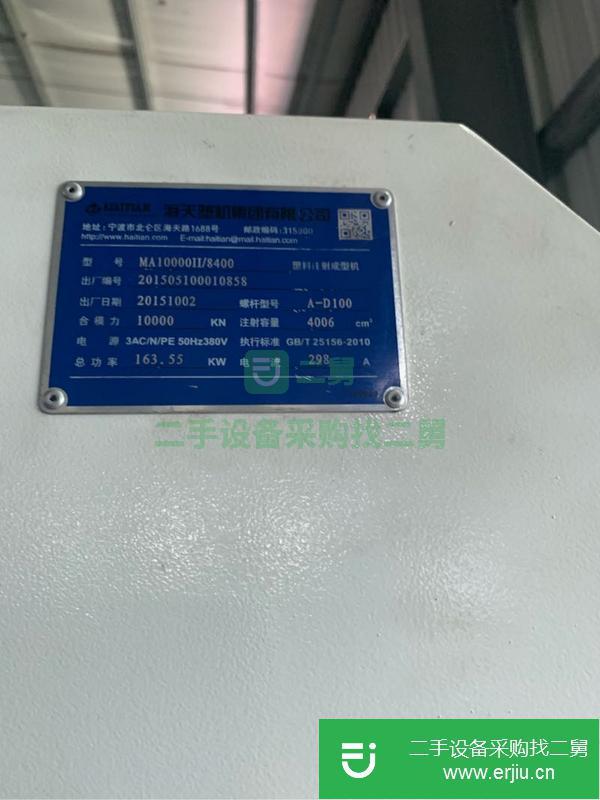 HAITIAN 海天塑机集团有限公司
地址:宁波市北仑区海天路1688号 邮政编码:315800
http://www.haitian.com E-mail:haitian@mail.haitian.com
型号 MA10000II/8400 塑料注射成型机
出厂编号 201505100010858
出厂日期 20151002 螺杆型号 A-D100
合模力 10000 KN 注射容量 4006 cm³
电源 3AC/N/PE 50Hz380V 执行标准 GB/T 25156-2010
总功率 163.55 KW 电流 298 A
二舅
二手设备采购找二舅
二手设备采购找二舅
www.erjiu.cn